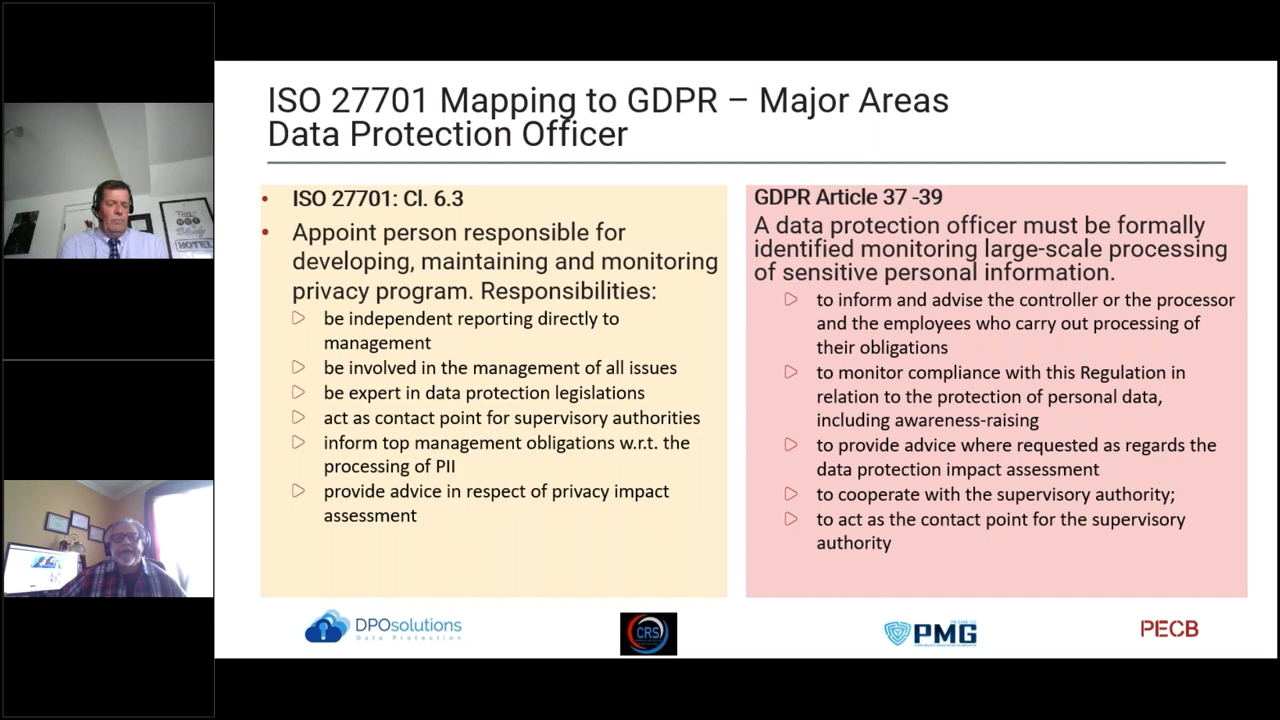 ISO 27701 Mapping to GDPR – Major Areas
Data Protection Officer
ISO 27701: Cl. 6.3
Appoint person responsible for
developing, maintaining and monitoring
privacy program. Responsibilities:
be independent reporting directly to
management
be involved in the management of all issues
be expert in data protection legislations
act as contact point for supervisory authorities
inform top management obligations w.r.t. the
processing of PII
provide advice in respect of privacy impact
assessment
GDPR Article 37 -39
A data protection officer must be formally
identified monitoring large-scale processing
of sensitive personal information.
to inform and advise the controller or the processor
and the employees who carry out processing of
their obligations
to monitor compliance with this Regulation in
relation to the protection of personal data,
including awareness-raising
to provide advice where requested as regards the
data protection impact assessment
to cooperate with the supervisory authority;
to act as the contact point for the supervisory
authority
DPOsolutions
Data Protection
CRS
PMG
PECB
HOTEL